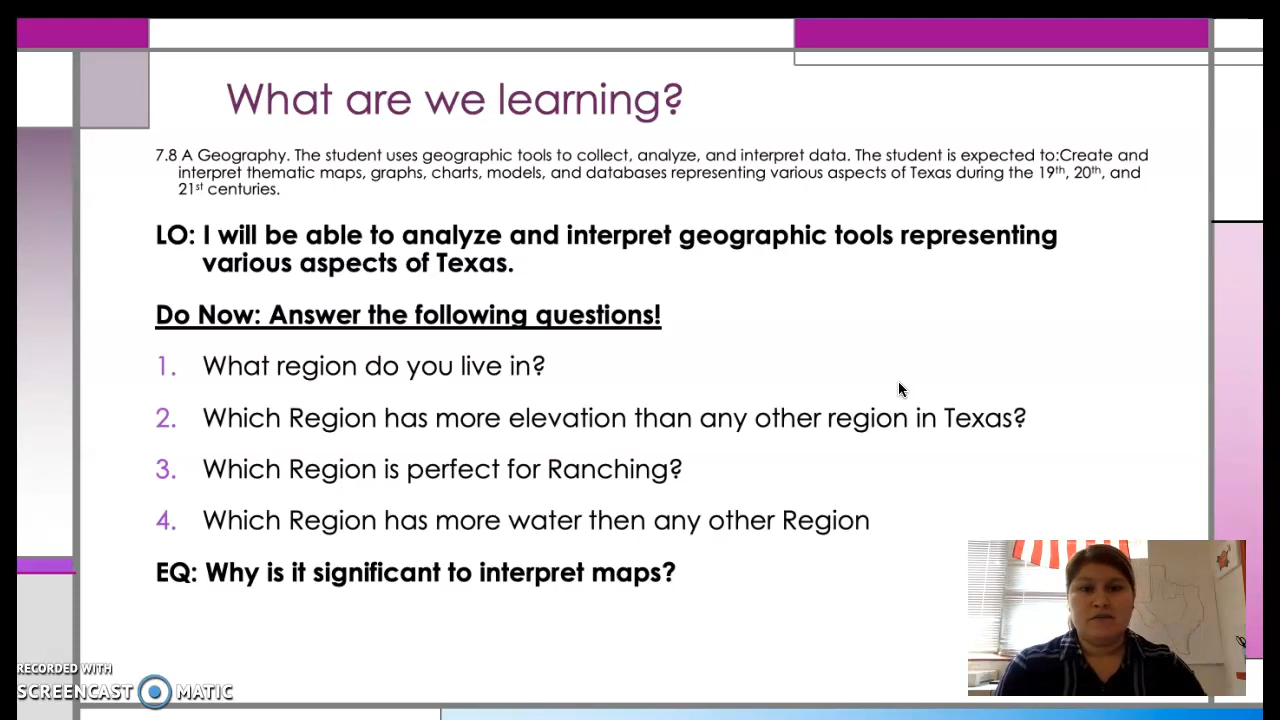 What are we learning?
7.8 A Geography. The student uses geographic tools to collect, analyze, and interpret data. The student is expected to:Create and
interpret thematic maps, graphs, charts, models, and databases representing various aspects of Texas during the 19th, 20th, and
21st centuries.
LO: I will be able to analyze and interpret geographic tools representing
various aspects of Texas.
Do Now: Answer the following questions!
1. What region do you live in?
2. Which Region has more elevation than any other region in Texas?
3. Which Region is perfect for Ranching?
4. Which Region has more water then any other Region
EQ: Why is it significant to interpret maps?
RECORDED WITH
SCREENCAST MATIC